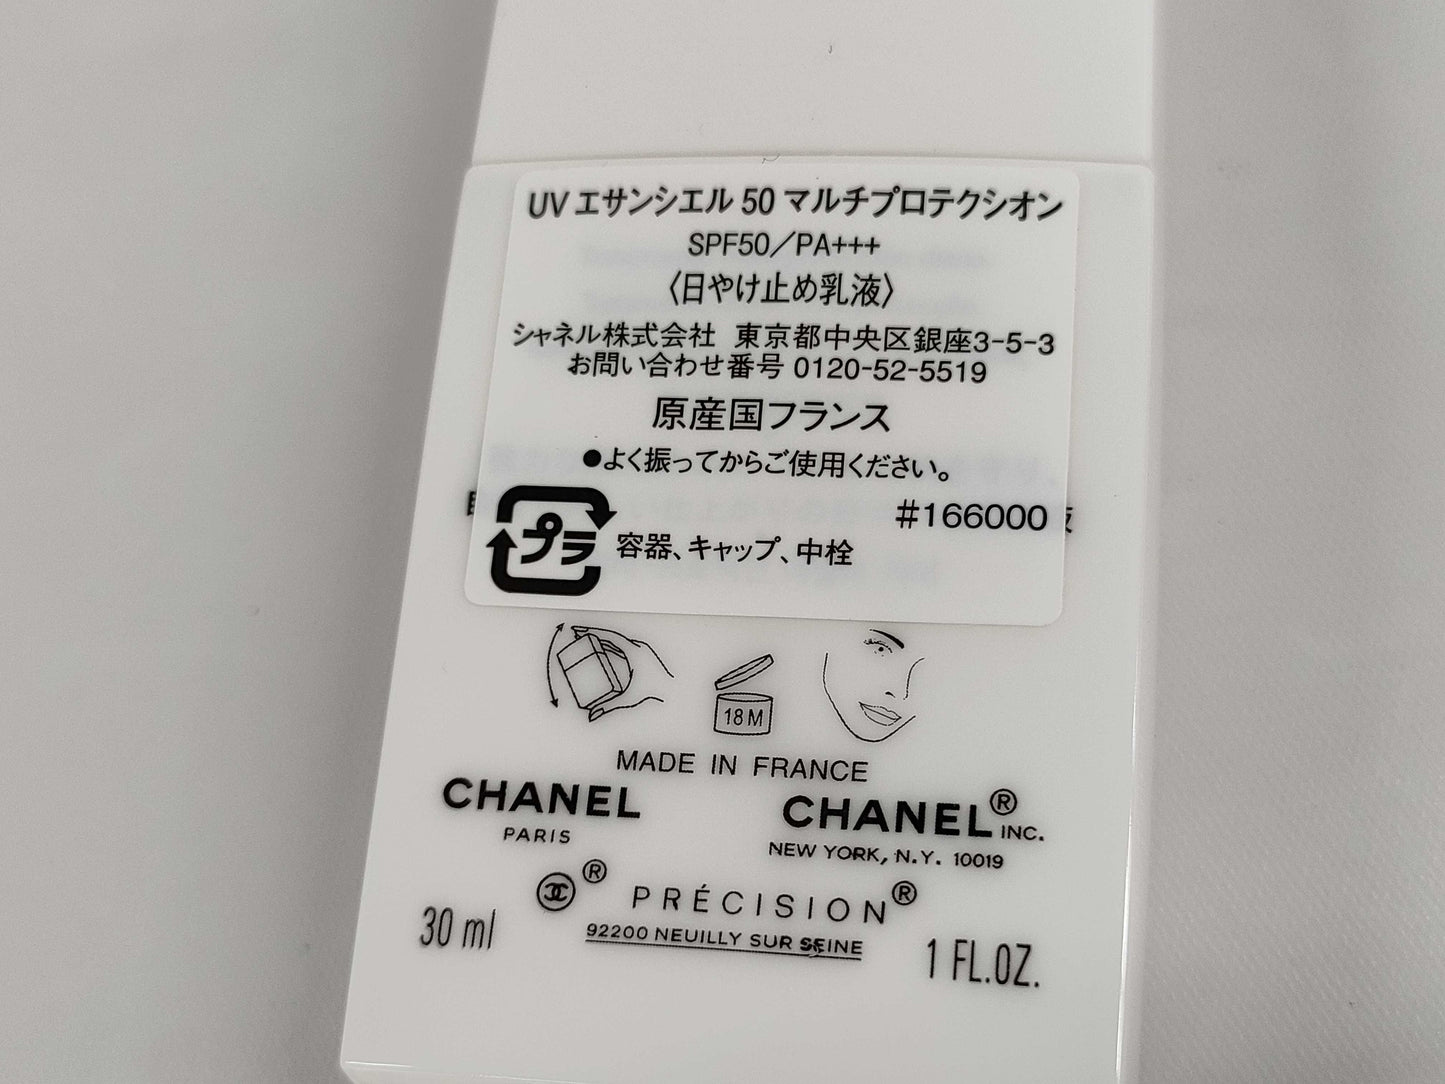 UV エサンシエル 50 マルチプロテクシオン
SPF50／PA+++
〈日やけ止め乳液〉
シャネル株式会社 東京都中央区銀座3-5-3
お問い合わせ番号 0120-52-5519
原産国フランス
●よく振ってからご使用ください。
#166000
プラ 容器、キャップ、中栓
18M
MADE IN FRANCE
CHANEL
PARIS
CHANEL® INC.
NEW YORK, N.Y. 10019
® PRÉCISION®
92200 NEUILLY SUR SEINE
30 ml
1 FL.OZ.